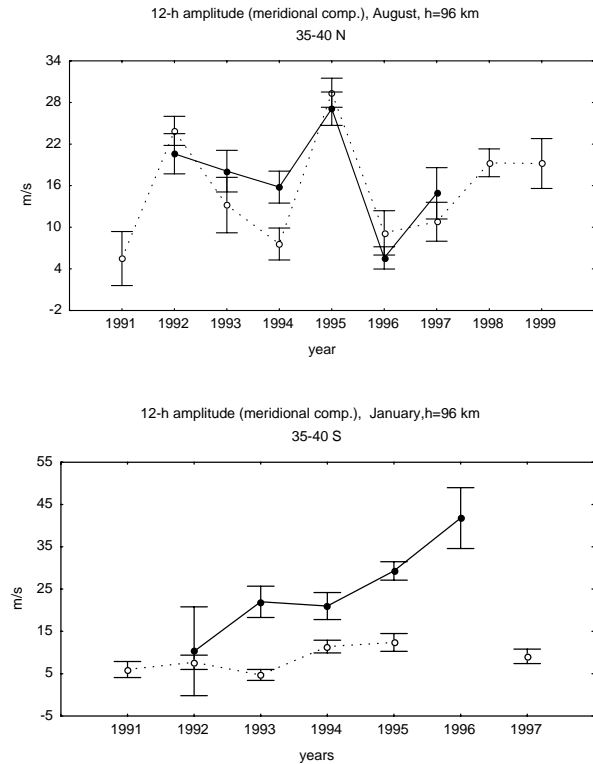 12-h amplitude (meridional comp.), August, h=96 km
35-40 N
34
28
22
16
10
4
-2
m/s
1991 1992 1993 1994 1995 1996 1997 1998 1999
year
12-h amplitude (meridional comp.), January,h=96 km
35-40 S
55
45
35
25
15
5
-5
m/s
1991 1992 1993 1994 1995 1996 1997
years